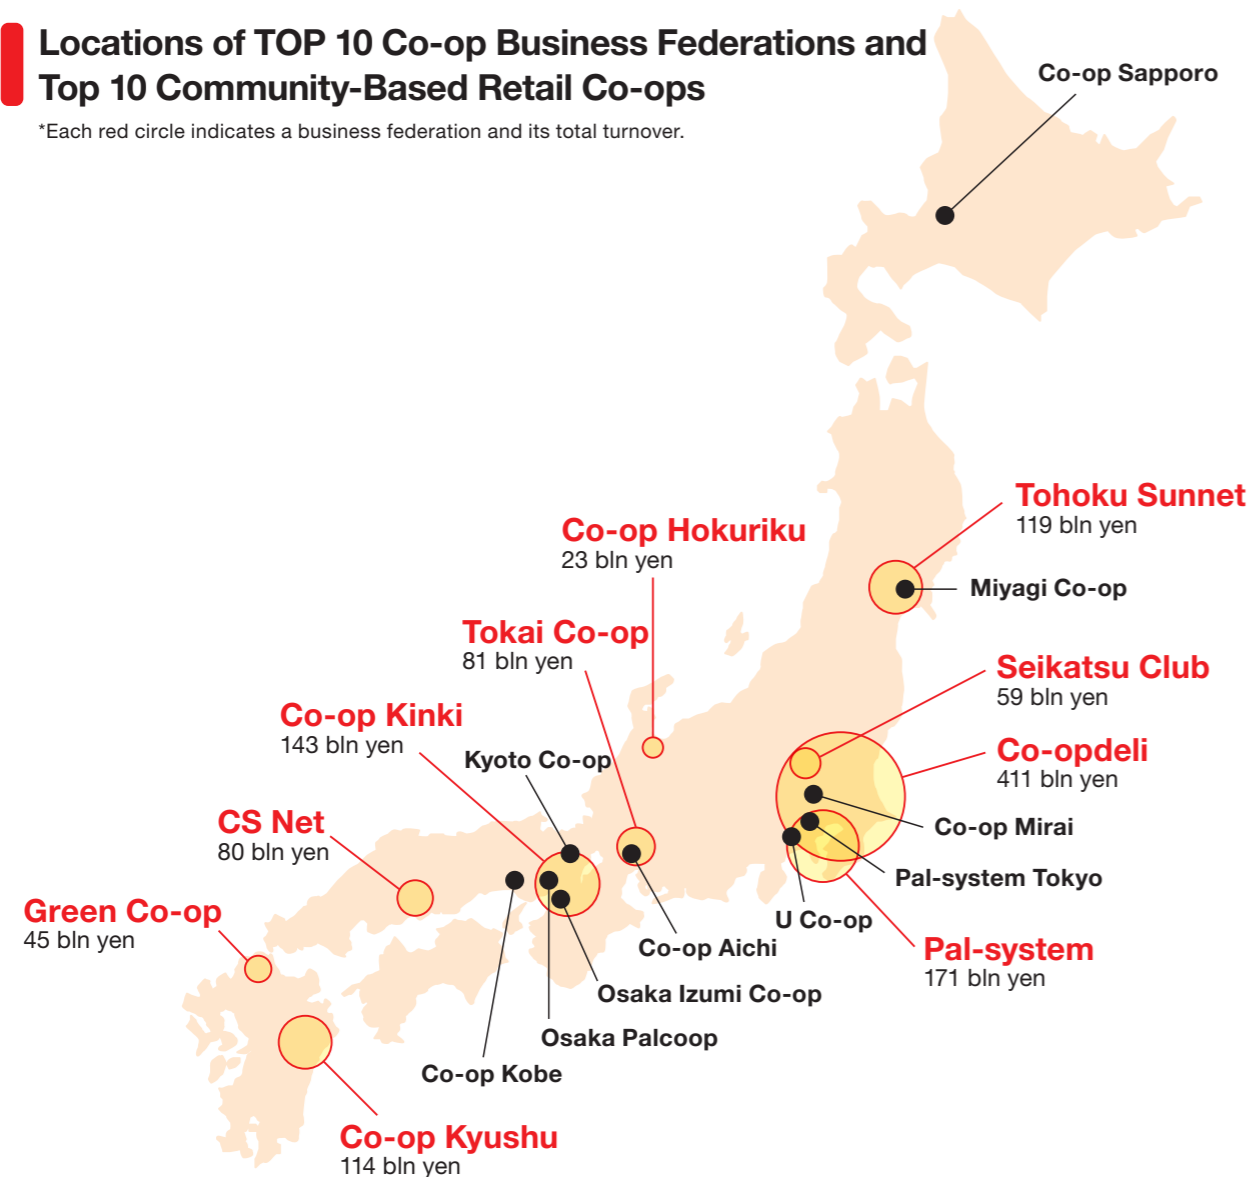 Locations of TOP 10 Co-op Business Federations and
Top 10 Community-Based Retail Co-ops
*Each red circle indicates a business federation and its total turnover.
Co-op Sapporo
Tohoku Sunnet
119 bln yen
Co-op Hokuriku
23 bln yen
Miyagi Co-op
Tokai Co-op
81 bln yen
Seikatsu Club
59 bln yen
Co-op Kinki
143 bln yen
Kyoto Co-op
Co-opdeli
411 bln yen
CS Net
80 bln yen
Co-op Mirai
Pal-system Tokyo
Green Co-op
45 bln yen
U Co-op
Co-op Aichi
Pal-system
171 bln yen
Osaka Izumi Co-op
Osaka Palcoop
Co-op Kobe
Co-op Kyushu
114 bln yen